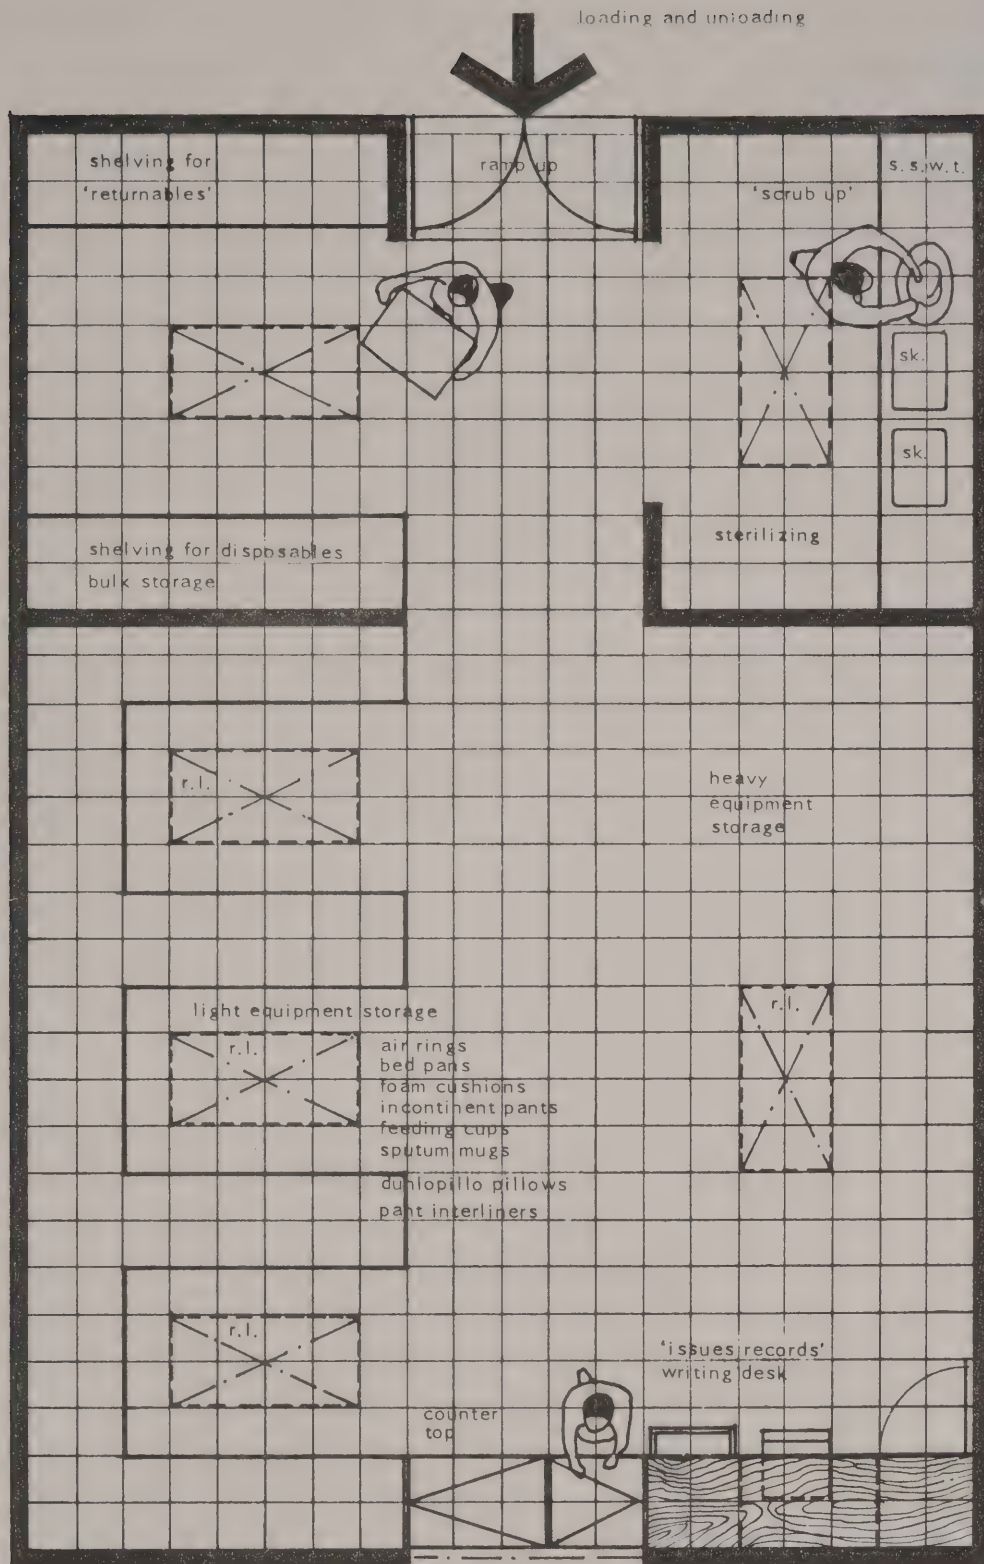 loading and unloading
shelving for
'returnables'
ramp up
'scrub up'
s.s.w.t.
sk.
sk.
shelving for disposables
bulk storage
sterilizing
r.l.
heavy
equipment
storage
light equipment storage
r.l.
r.l.
air rings
bed pans
foam cushions
incontinent pants
feeding cups
sputum mugs
dunlopillo pillows
pant interliners
r.l.
'issues records'
writing desk
counter
top